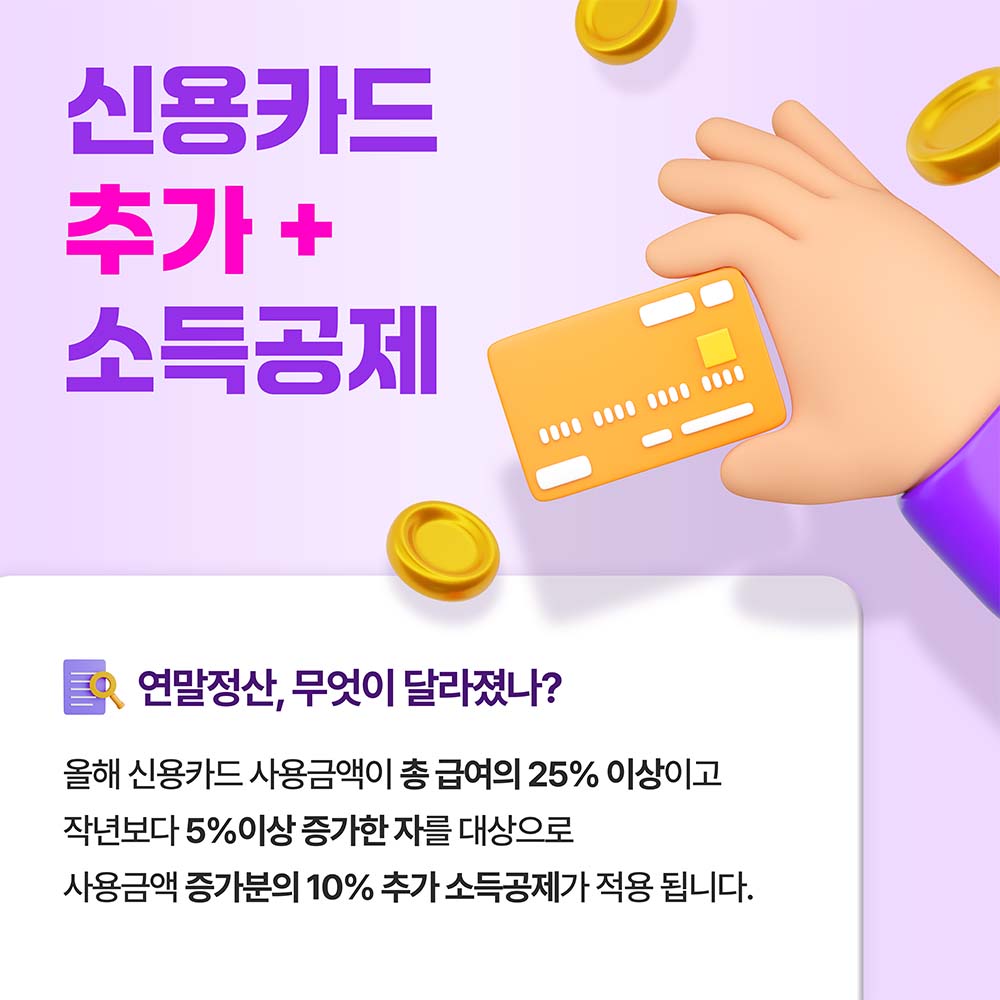 신용카드
추가 +
소득공제
연말정산, 무엇이 달라졌나?
올해 신용카드 사용금액이 총 급여의 25% 이상이고
작년보다 5%이상 증가한 자를 대상으로
사용금액 증가분의 10% 추가 소득공제가 적용 됩니다.